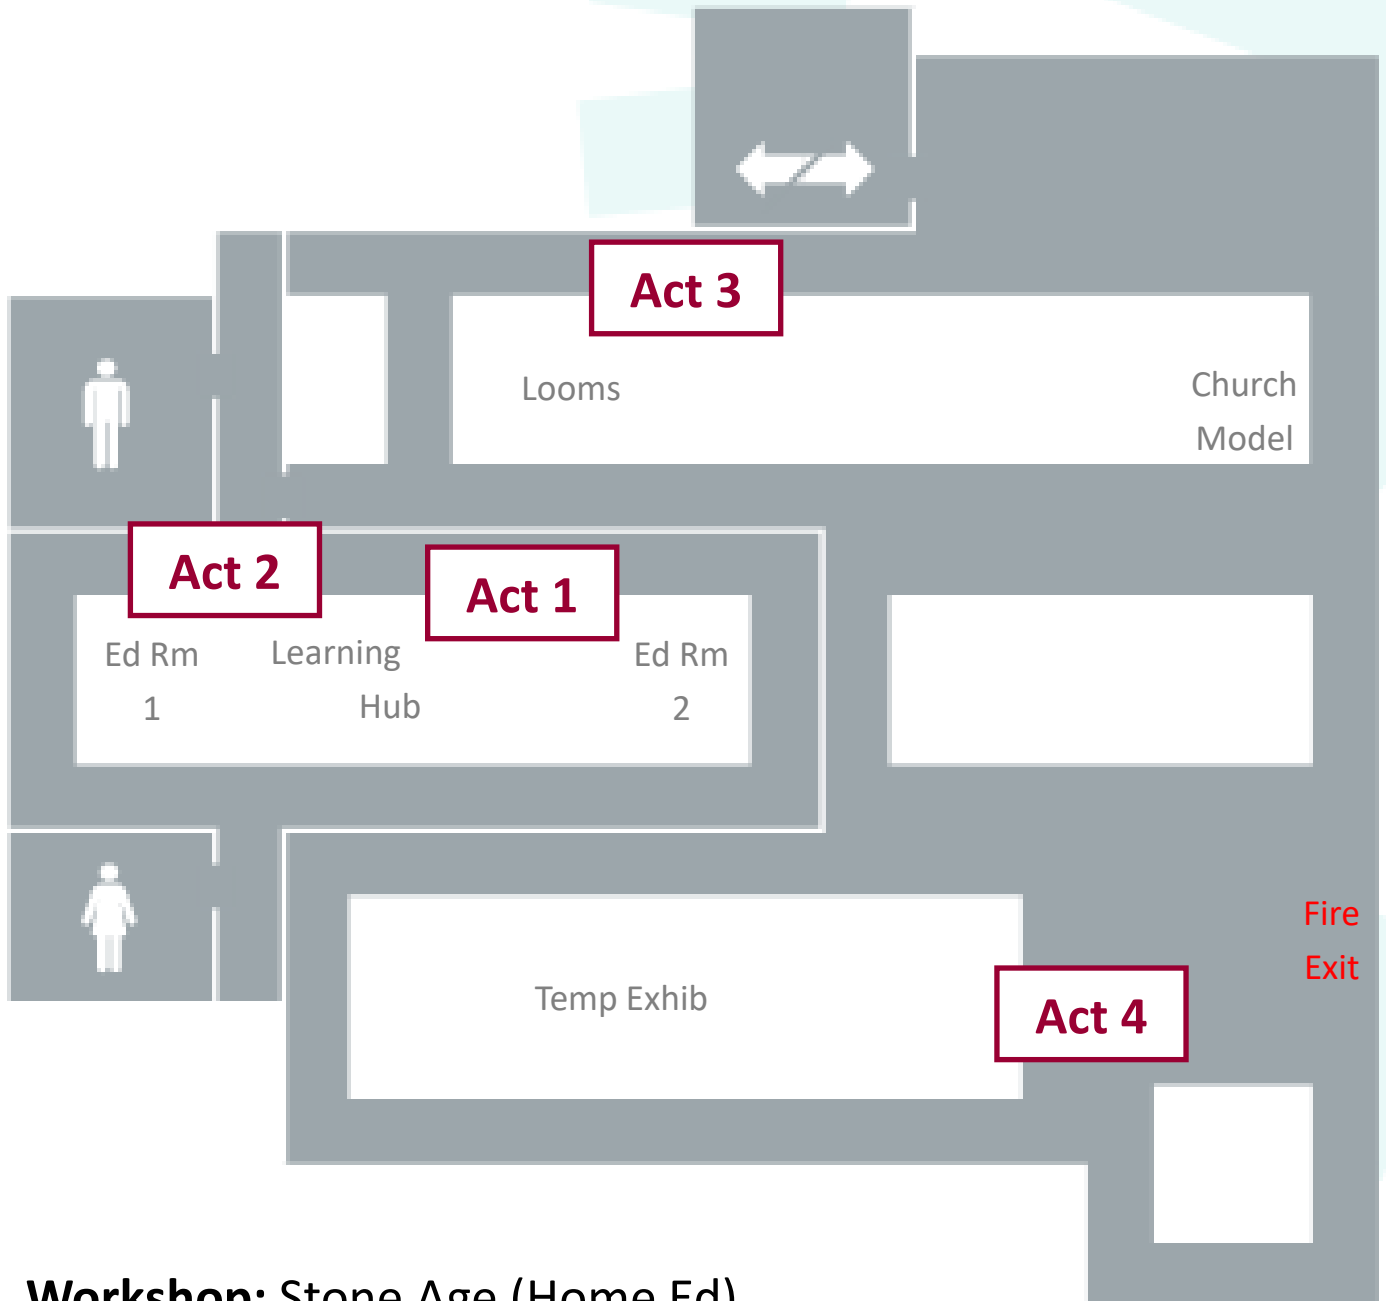 Act 3
Looms
Church
Model
Act 2
Act 1
Ed Rm
1
Learning
Hub
Ed Rm
2
Fire
Exit
Temp Exhib
Act 4
Workshop: Stone Age (Home Ed)